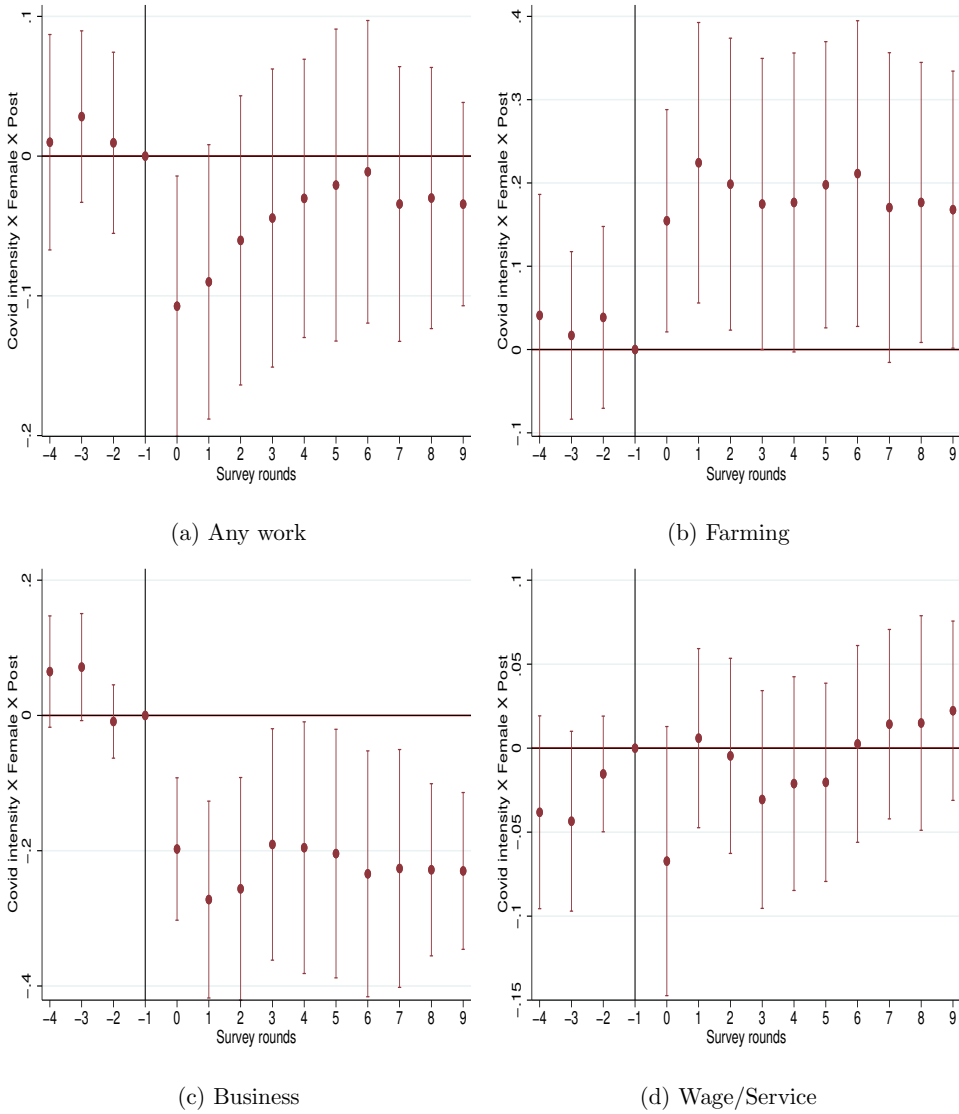 Covid intensity X Female X Post
.1
0
-.1
-.2
-4 -3 -2 -1 0 1 2 3 4 5 6 7 8 9
Survey rounds
(a) Any work
Covid intensity X Female X Post
.4
.3
.2
.1
0
-.1
-4 -3 -2 -1 0 1 2 3 4 5 6 7 8 9
Survey rounds
(b) Farming
Covid intensity X Female X Post
.2
0
-.2
-.4
-4 -3 -2 -1 0 1 2 3 4 5 6 7 8 9
Survey rounds
(c) Business
Covid intensity X Female X Post
.1
.05
0
-.05
-.1
-.15
-4 -3 -2 -1 0 1 2 3 4 5 6 7 8 9
Survey rounds
(d) Wage/Service